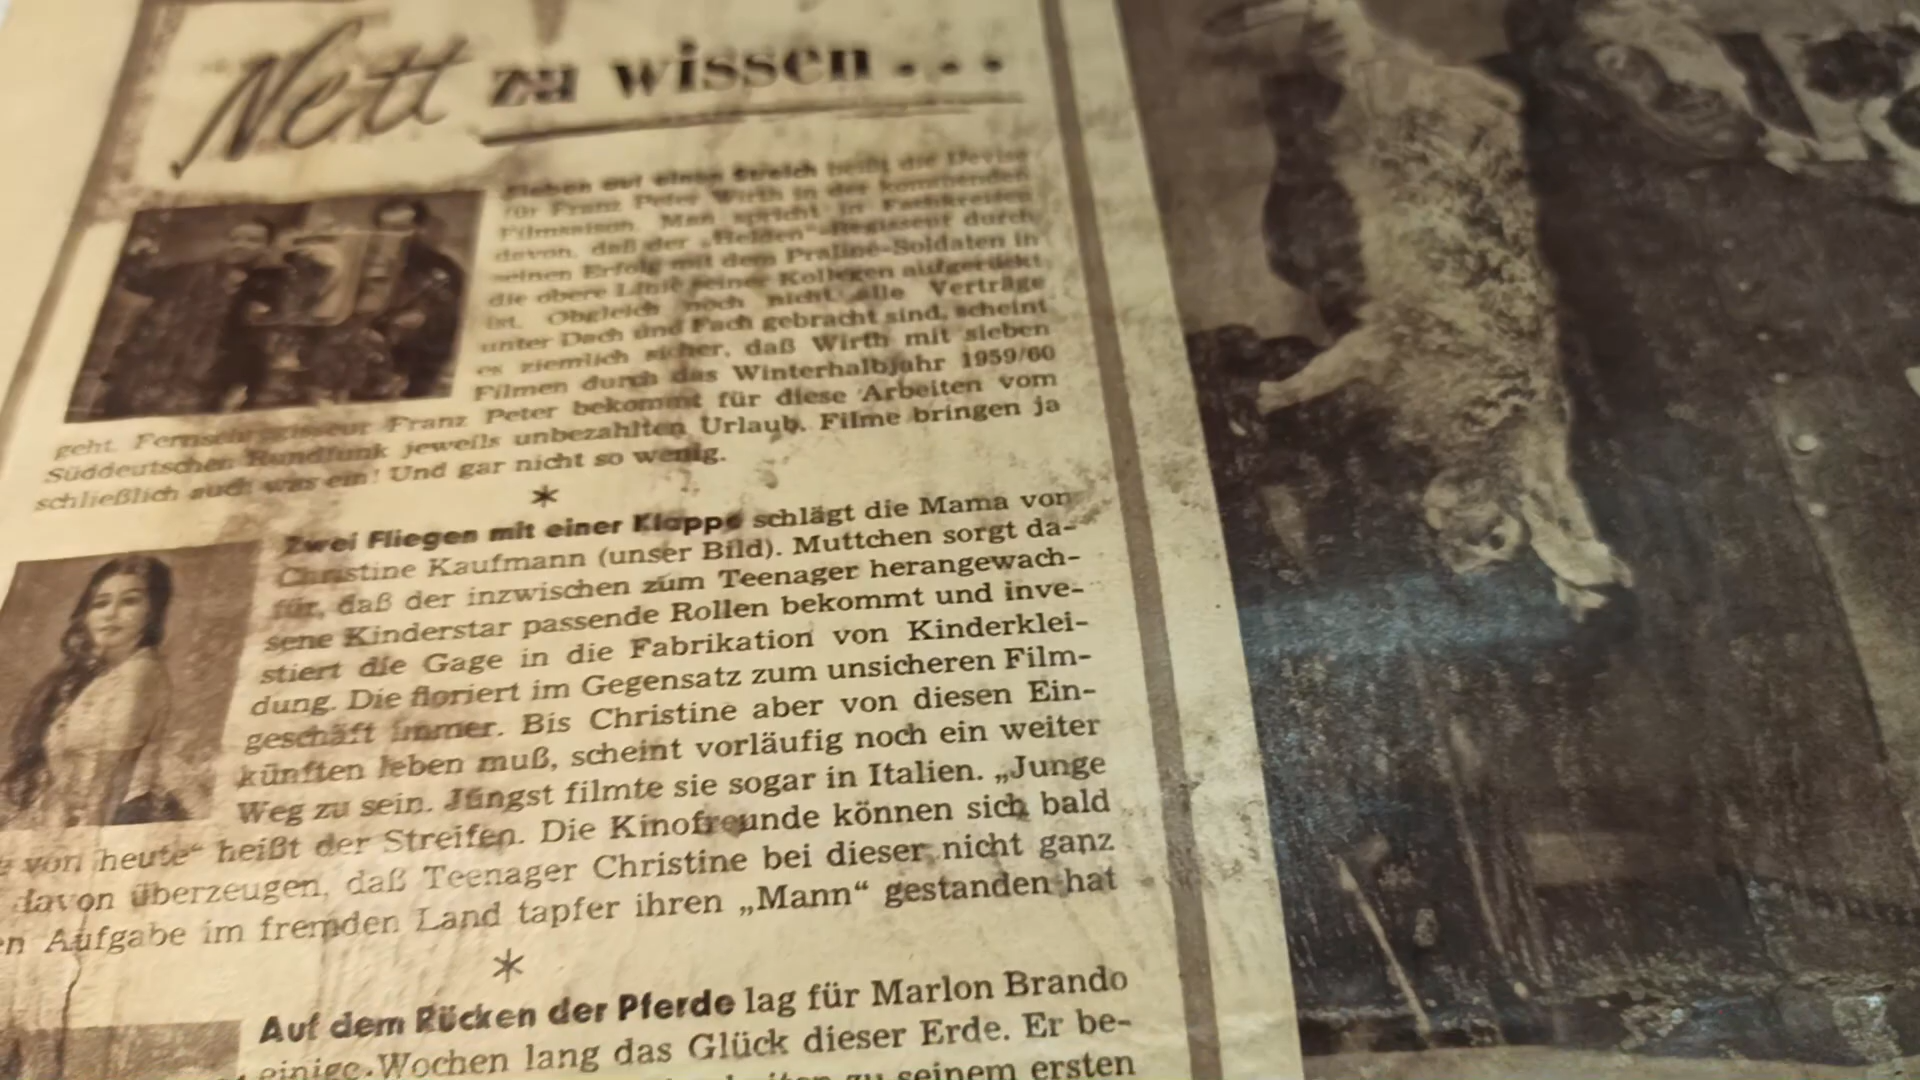 Nett zu wissen...
Sieben auf einen Streich heißt die Devise
für Franz Peter Wirth in der kommenden
Filmsaison. Man spricht in Fachkreisen
davon, daß der „Helden“-Regisseur durch
seinen Erfolg mit dem Praliné-Soldaten in
die obere Linie seiner Kollegen aufgerückt
ist. Obgleich noch nicht alle Verträge
unter Dach und Fach gebracht sind, scheint
es ziemlich sicher, daß Wirth mit sieben
Filmen durch das Winterhalbjahr 1959/60
geht. Fernsehregisseur Franz Peter bekommt für diese Arbeiten vom
Süddeutschen Rundfunk jeweils unbezahlten Urlaub. Filme bringen ja
schließlich auch was ein! Und gar nicht so wenig.
*
Zwei Fliegen mit einer Klappe schlägt die Mama von
Christine Kaufmann (unser Bild). Muttchen sorgt da-
für, daß der inzwischen zum Teenager herangewach-
sene Kinderstar passende Rollen bekommt und inve-
stiert die Gage in die Fabrikation von Kinderklei-
dung. Die floriert im Gegensatz zum unsicheren Film-
geschäft immer. Bis Christine aber von diesen Ein-
künften leben muß, scheint vorläufig noch ein weiter
Weg zu sein. Jüngst filmte sie sogar in Italien. „Junge
von heute“ heißt der Streifen. Die Kinofreunde können sich bald
davon überzeugen, daß Teenager Christine bei dieser nicht ganz
Aufgabe im fremden Land tapfer ihren „Mann“ gestanden hat
*
Auf dem Rücken der Pferde lag für Marlon Brando
einige Wochen lang das Glück dieser Erde. Er be-
zu seinem ersten